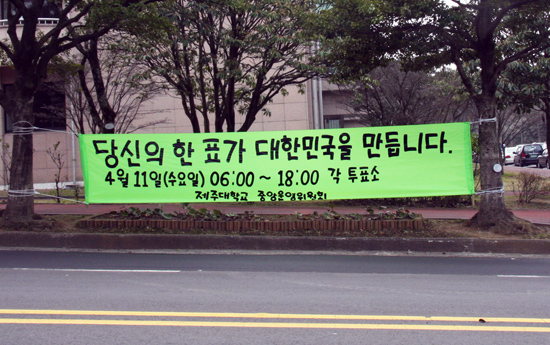 당신의 한 표가 대한민국을 만듭니다.
4월 11일(수요일) 06:00 ~ 18:00 각 투표소
제주대학교 중앙운영위원회